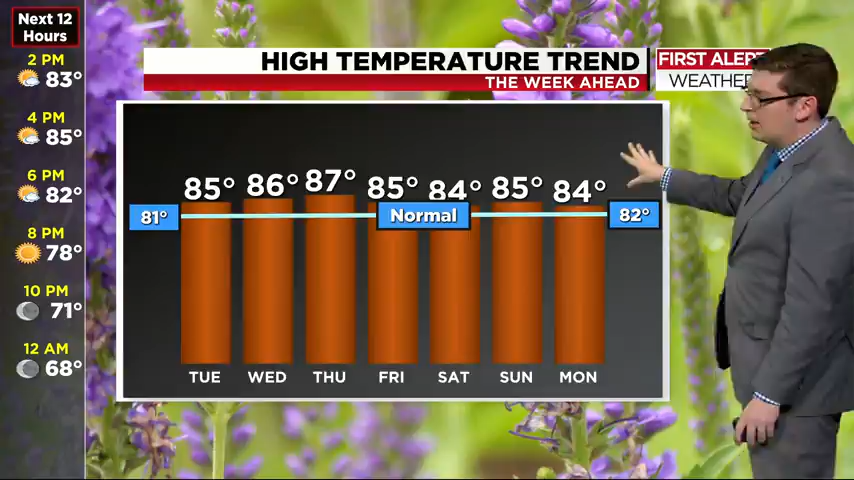 Next 12
Hours
2 PM
83°
4 PM
85°
6 PM
82°
8 PM
78°
10 PM
71°
12 AM
68°
HIGH TEMPERATURE TREND
THE WEEK AHEAD
FIRST ALERT
WEATHER
85° 86° 87° 85° 84° 85° 84°
81° Normal 82°
TUE WED THU FRI SAT SUN MON